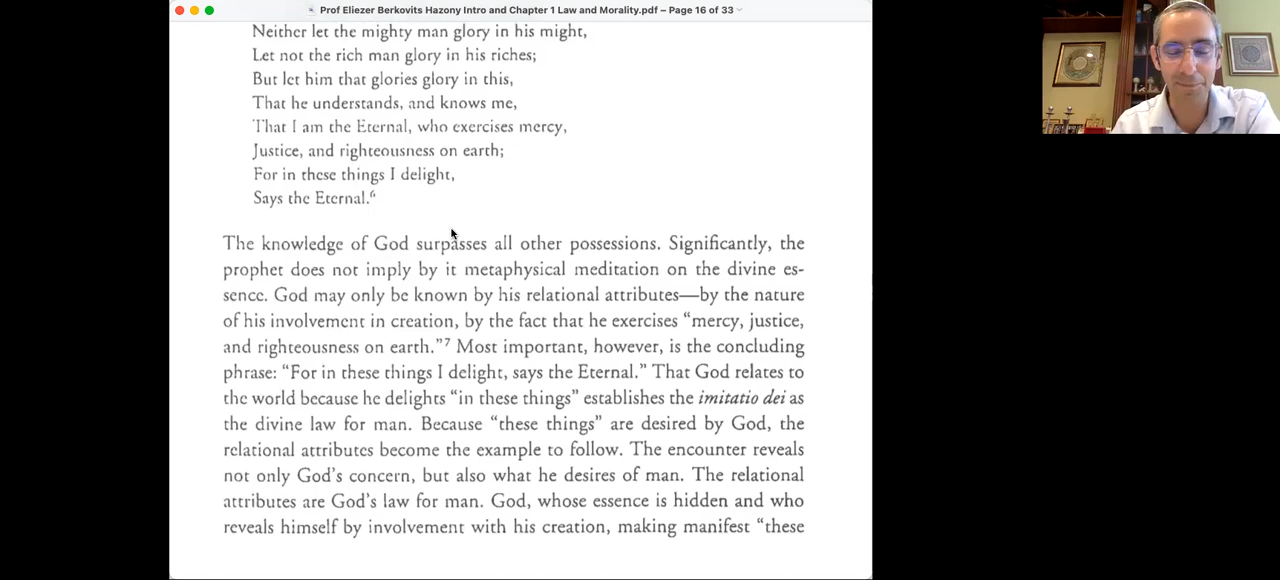 Prof Eliezer Berkovits Hazony Intro and Chapter 1 Law and Morality.pdf – Page 16 of 33
Neither let the mighty man glory in his might,
Let not the rich man glory in his riches;
But let him that glories glory in this,
That he understands, and knows me,
That I am the Eternal, who exercises mercy,
Justice, and righteousness on earth;
For in these things I delight,
Says the Eternal.⁶
The knowledge of God surpasses all other possessions. Significantly, the
prophet does not imply by it metaphysical meditation on the divine es-
sence. God may only be known by his relational attributes—by the nature
of his involvement in creation, by the fact that he exercises “mercy, justice,
and righteousness on earth.”⁷ Most important, however, is the concluding
phrase: “For in these things I delight, says the Eternal.” That God relates to
the world because he delights “in these things” establishes the imitatio dei as
the divine law for man. Because “these things” are desired by God, the
relational attributes become the example to follow. The encounter reveals
not only God’s concern, but also what he desires of man. The relational
attributes are God’s law for man. God, whose essence is hidden and who
reveals himself by involvement with his creation, making manifest “these